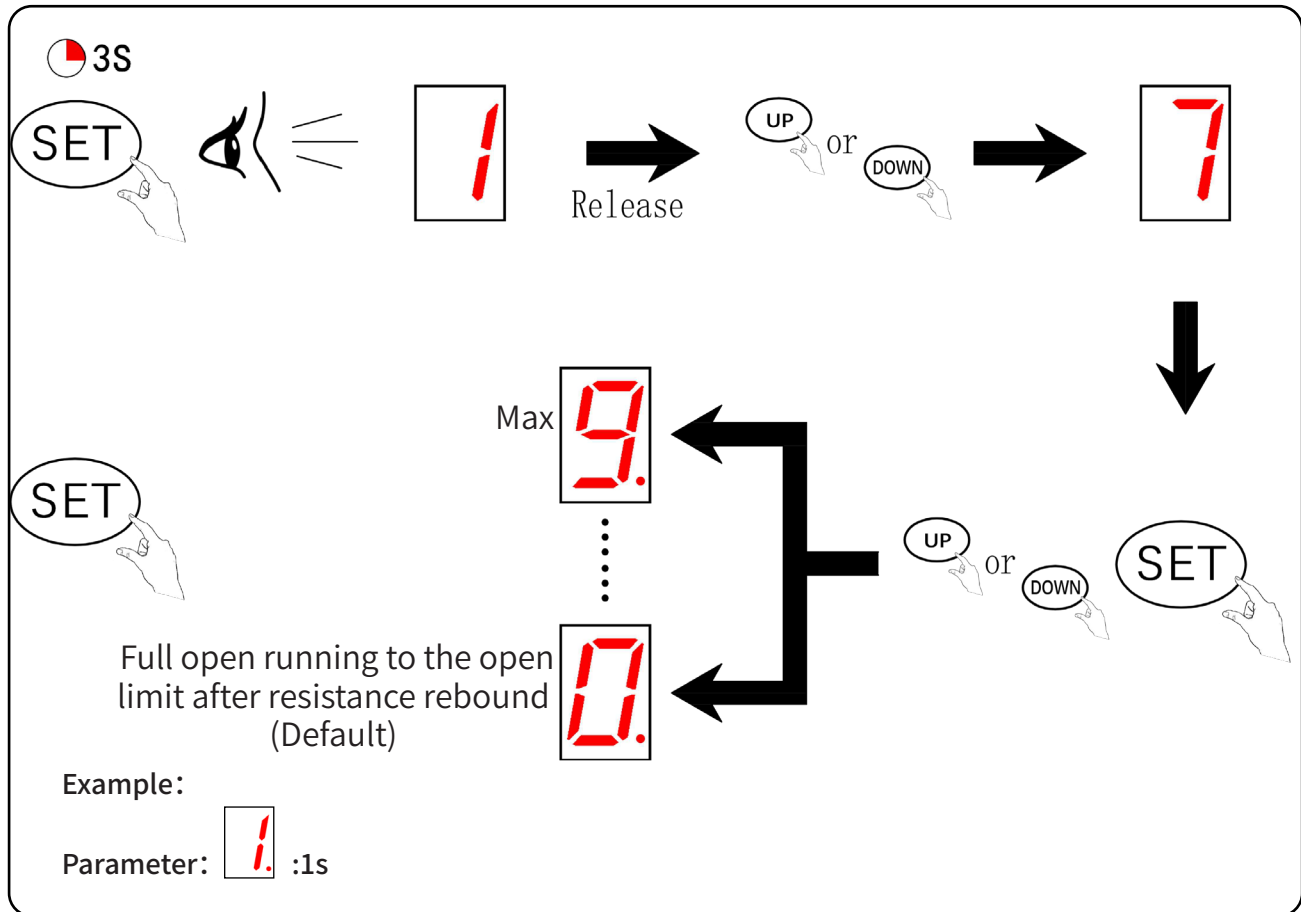 3S
SET
1
Release
UP
or
DOWN
7
Max
9.
SET
UP
or
DOWN
SET
Full open running to the open
limit after resistance rebound
(Default)
0.
Example：
Parameter： 1. :1s